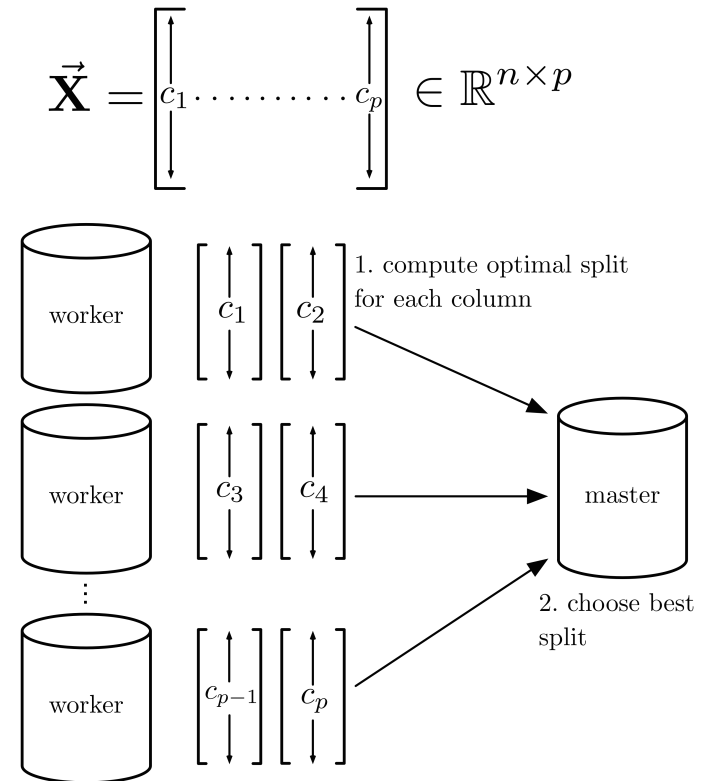 X⃗ = [c₁ ⋯⋯⋯ cₚ] ∈ ℝⁿˣᵖ
1. compute optimal split
for each column
worker
c₁ c₂
worker
c₃ c₄
master
⋮
2. choose best
split
worker
cₚ₋₁ cₚ